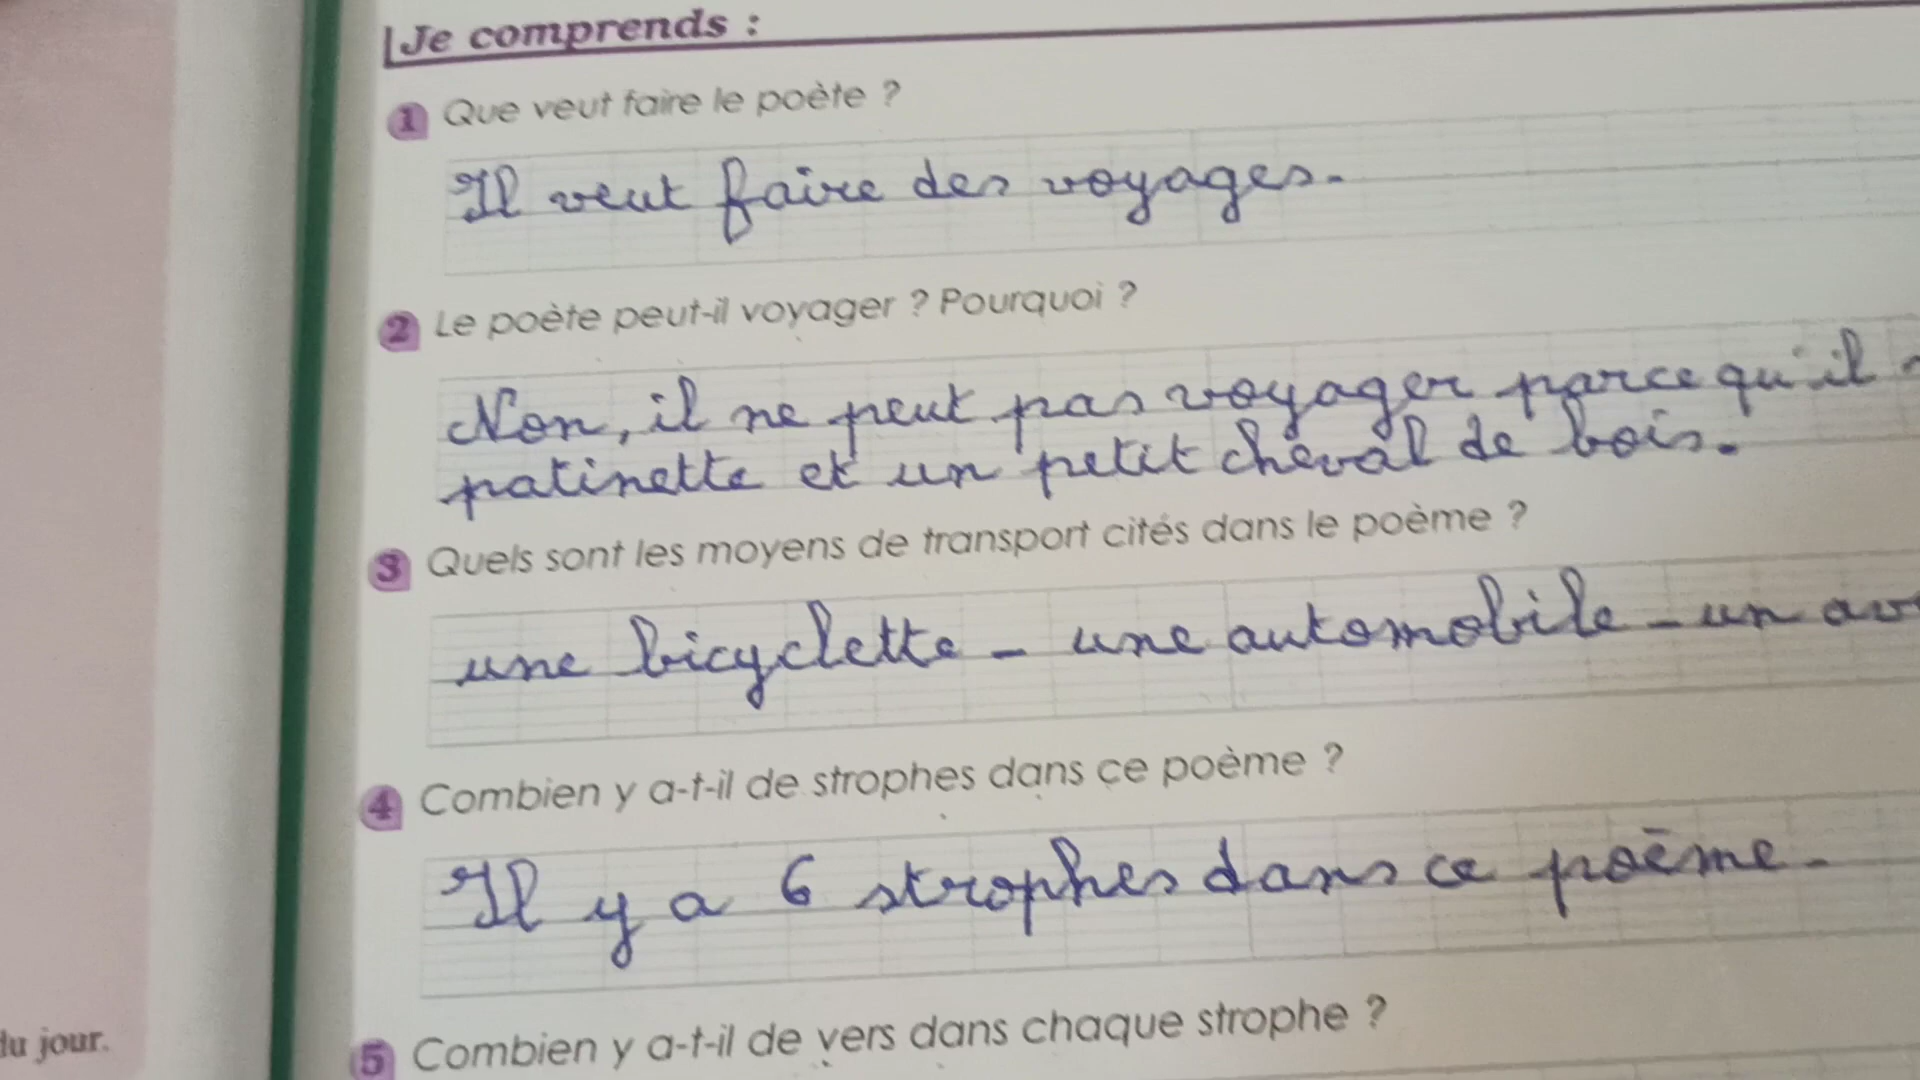 Je comprends :
1 Que veut faire le poète ?
Il veut faire des voyages.
2 Le poète peut-il voyager ? Pourquoi ?
Non, il ne peut pas voyager parce qu'il
patinette et un petit cheval de bois.
3 Quels sont les moyens de transport cités dans le poème ?
une bicyclette - une automobile - un
4 Combien y a-t-il de strophes dans ce poème ?
Il y a 6 strophes dans ce poème.
du jour.
5 Combien y a-t-il de vers dans chaque strophe ?